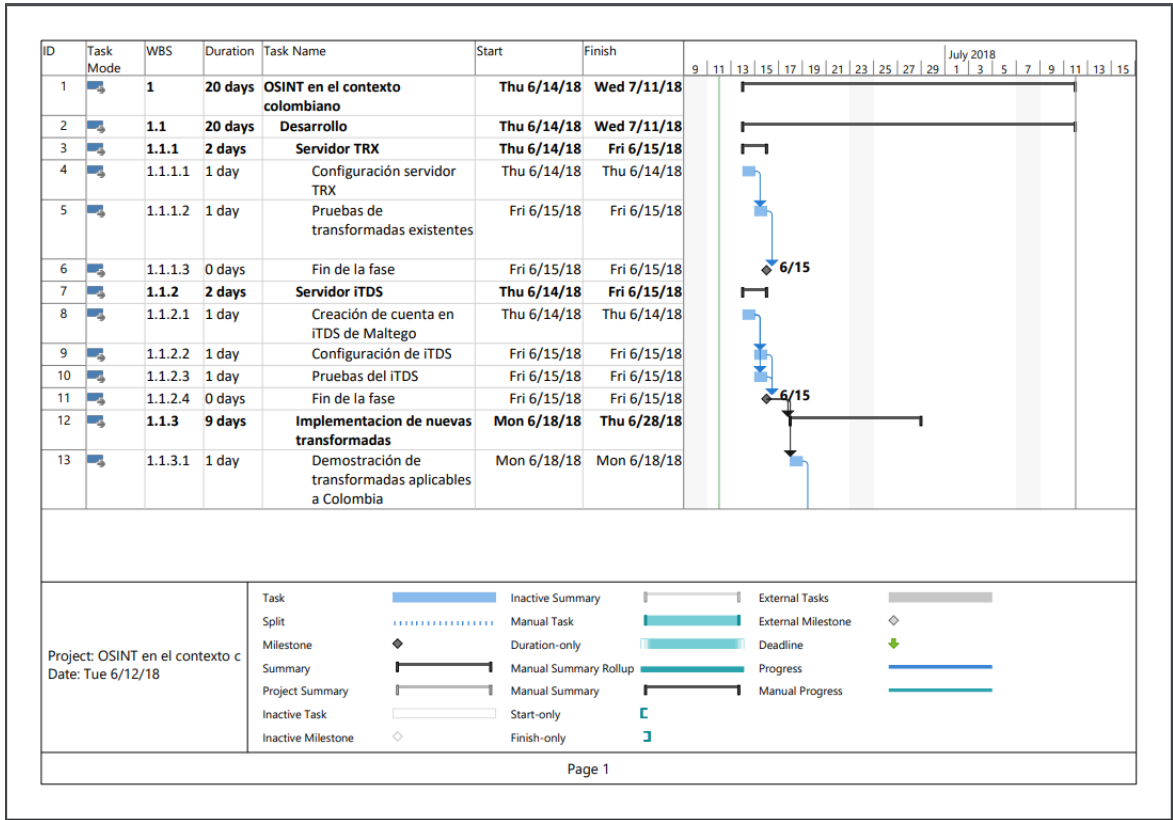 ID Task WBS Duration Task Name Start Finish July 2018
Mode 9 11 13 15 17 19 21 23 25 27 29 1 3 5 7 9 11 13 15
1 1 20 days OSINT en el contexto Thu 6/14/18 Wed 7/11/18
colombiano
2 1.1 20 days Desarrollo Thu 6/14/18 Wed 7/11/18
3 1.1.1 2 days Servidor TRX Thu 6/14/18 Fri 6/15/18
4 1.1.1.1 1 day Configuración servidor Thu 6/14/18 Thu 6/14/18
TRX
5 1.1.1.2 1 day Pruebas de Fri 6/15/18 Fri 6/15/18
transformadas existentes
6 1.1.1.3 0 days Fin de la fase Fri 6/15/18 Fri 6/15/18 6/15
7 1.1.2 2 days Servidor iTDS Thu 6/14/18 Fri 6/15/18
8 1.1.2.1 1 day Creación de cuenta en Thu 6/14/18 Thu 6/14/18
iTDS de Maltego
9 1.1.2.2 1 day Configuración de iTDS Fri 6/15/18 Fri 6/15/18
10 1.1.2.3 1 day Pruebas del iTDS Fri 6/15/18 Fri 6/15/18
11 1.1.2.4 0 days Fin de la fase Fri 6/15/18 Fri 6/15/18 6/15
12 1.1.3 9 days Implementacion de nuevas Mon 6/18/18 Thu 6/28/18
transformadas
13 1.1.3.1 1 day Demostración de Mon 6/18/18 Mon 6/18/18
transformadas aplicables
a Colombia
Project: OSINT en el contexto c
Date: Tue 6/12/18
Task Inactive Summary External Tasks
Split Manual Task External Milestone
Milestone Duration-only Deadline
Summary Manual Summary Rollup Progress
Project Summary Manual Summary Manual Progress
Inactive Task Start-only
Inactive Milestone Finish-only
Page 1